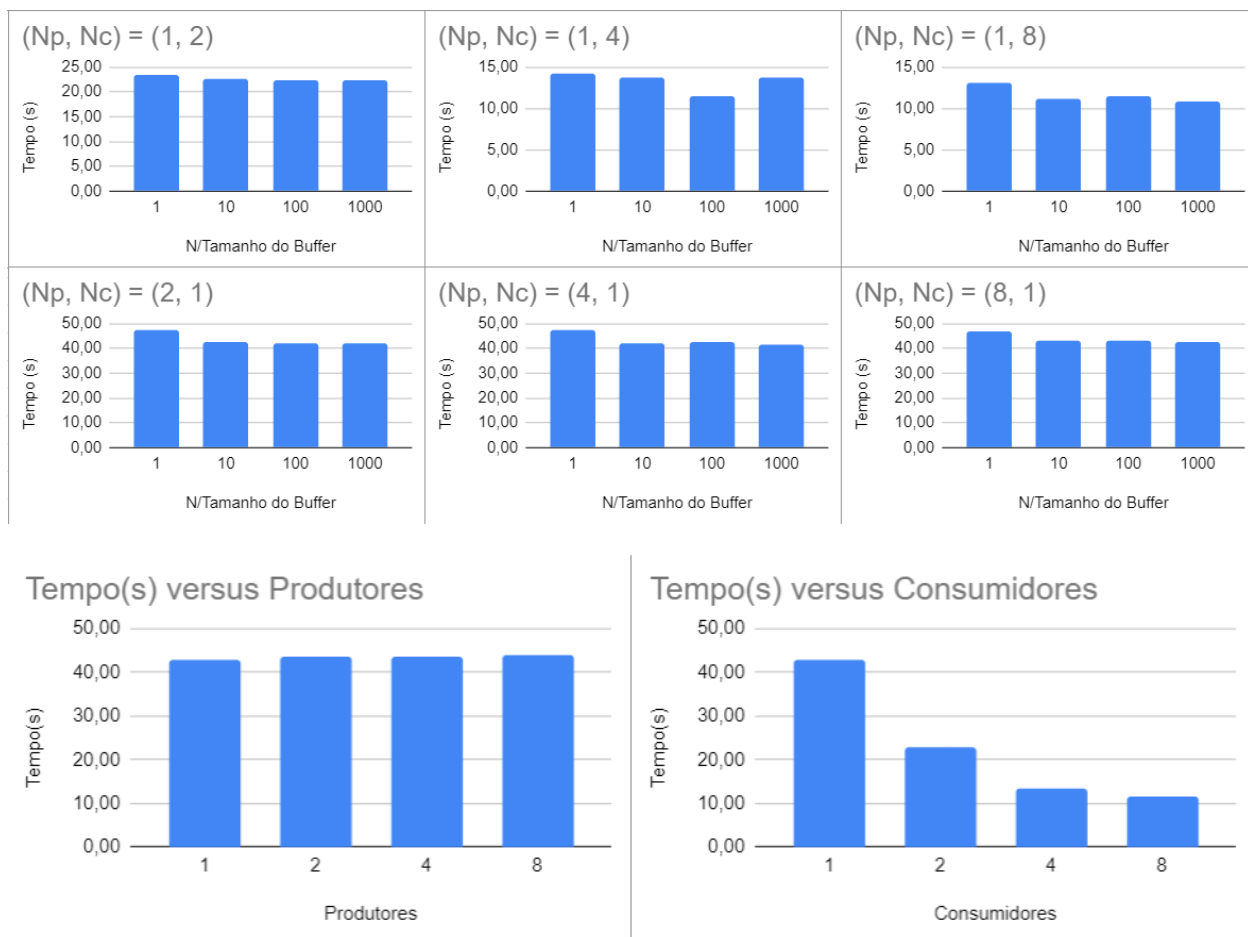 (Np, Nc) = (1, 2)
25,00
20,00
15,00
10,00
5,00
0,00
Tempo (s)
1 10 100 1000
N/Tamanho do Buffer
(Np, Nc) = (1, 4)
15,00
10,00
5,00
0,00
Tempo (s)
1 10 100 1000
N/Tamanho do Buffer
(Np, Nc) = (1, 8)
15,00
10,00
5,00
0,00
Tempo (s)
1 10 100 1000
N/Tamanho do Buffer
(Np, Nc) = (2, 1)
50,00
40,00
30,00
20,00
10,00
0,00
Tempo (s)
1 10 100 1000
N/Tamanho do Buffer
(Np, Nc) = (4, 1)
50,00
40,00
30,00
20,00
10,00
0,00
Tempo (s)
1 10 100 1000
N/Tamanho do Buffer
(Np, Nc) = (8, 1)
50,00
40,00
30,00
20,00
10,00
0,00
Tempo (s)
1 10 100 1000
N/Tamanho do Buffer
Tempo(s) versus Produtores
50,00
40,00
30,00
20,00
10,00
0,00
Tempo(s)
1 2 4 8
Produtores
Tempo(s) versus Consumidores
50,00
40,00
30,00
20,00
10,00
0,00
Tempo(s)
1 2 4 8
Consumidores